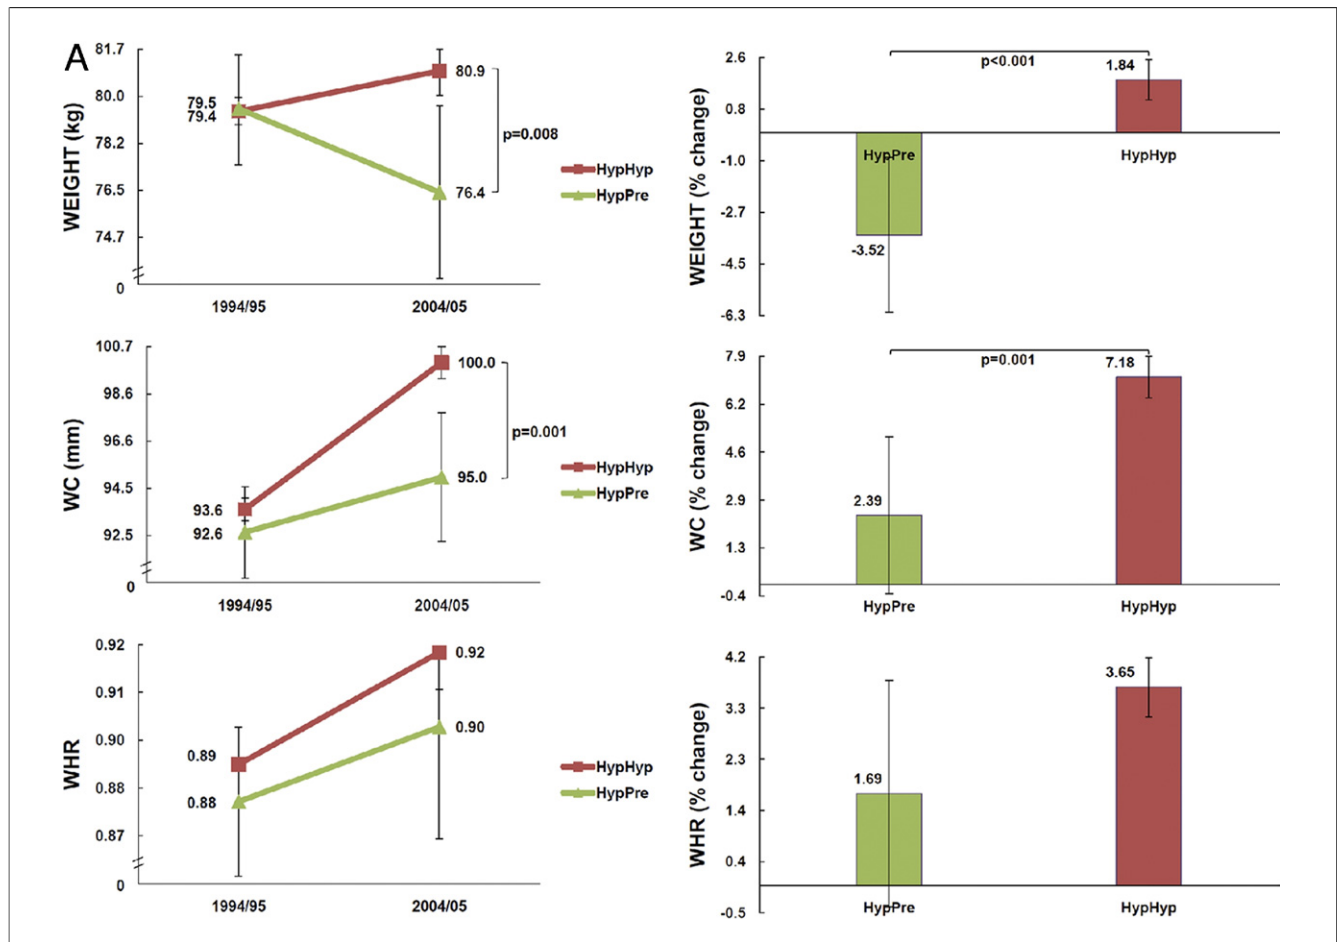 A
WEIGHT (kg)
81.7
80.0
78.2
76.5
74.7
0
79.5
79.4
80.9
76.4
p=0.008
HypHyp
HypPre
1994/95
2004/05
WEIGHT (% change)
2.6
0.8
-1.0
-2.7
-4.5
-6.3
p<0.001
1.84
HypPre
HypHyp
-3.52
WC (mm)
100.7
98.6
96.6
94.5
92.5
0
93.6
92.6
100.0
95.0
p=0.001
HypHyp
HypPre
1994/95
2004/05
WC (% change)
7.9
6.2
4.6
2.9
1.3
-0.4
p=0.001
7.18
2.39
HypPre
HypHyp
WHR
0.92
0.91
0.90
0.88
0.87
0
0.89
0.88
0.92
0.90
HypHyp
HypPre
1994/95
2004/05
WHR (% change)
4.2
3.3
2.3
1.4
0.4
-0.5
3.65
1.69
HypPre
HypHyp